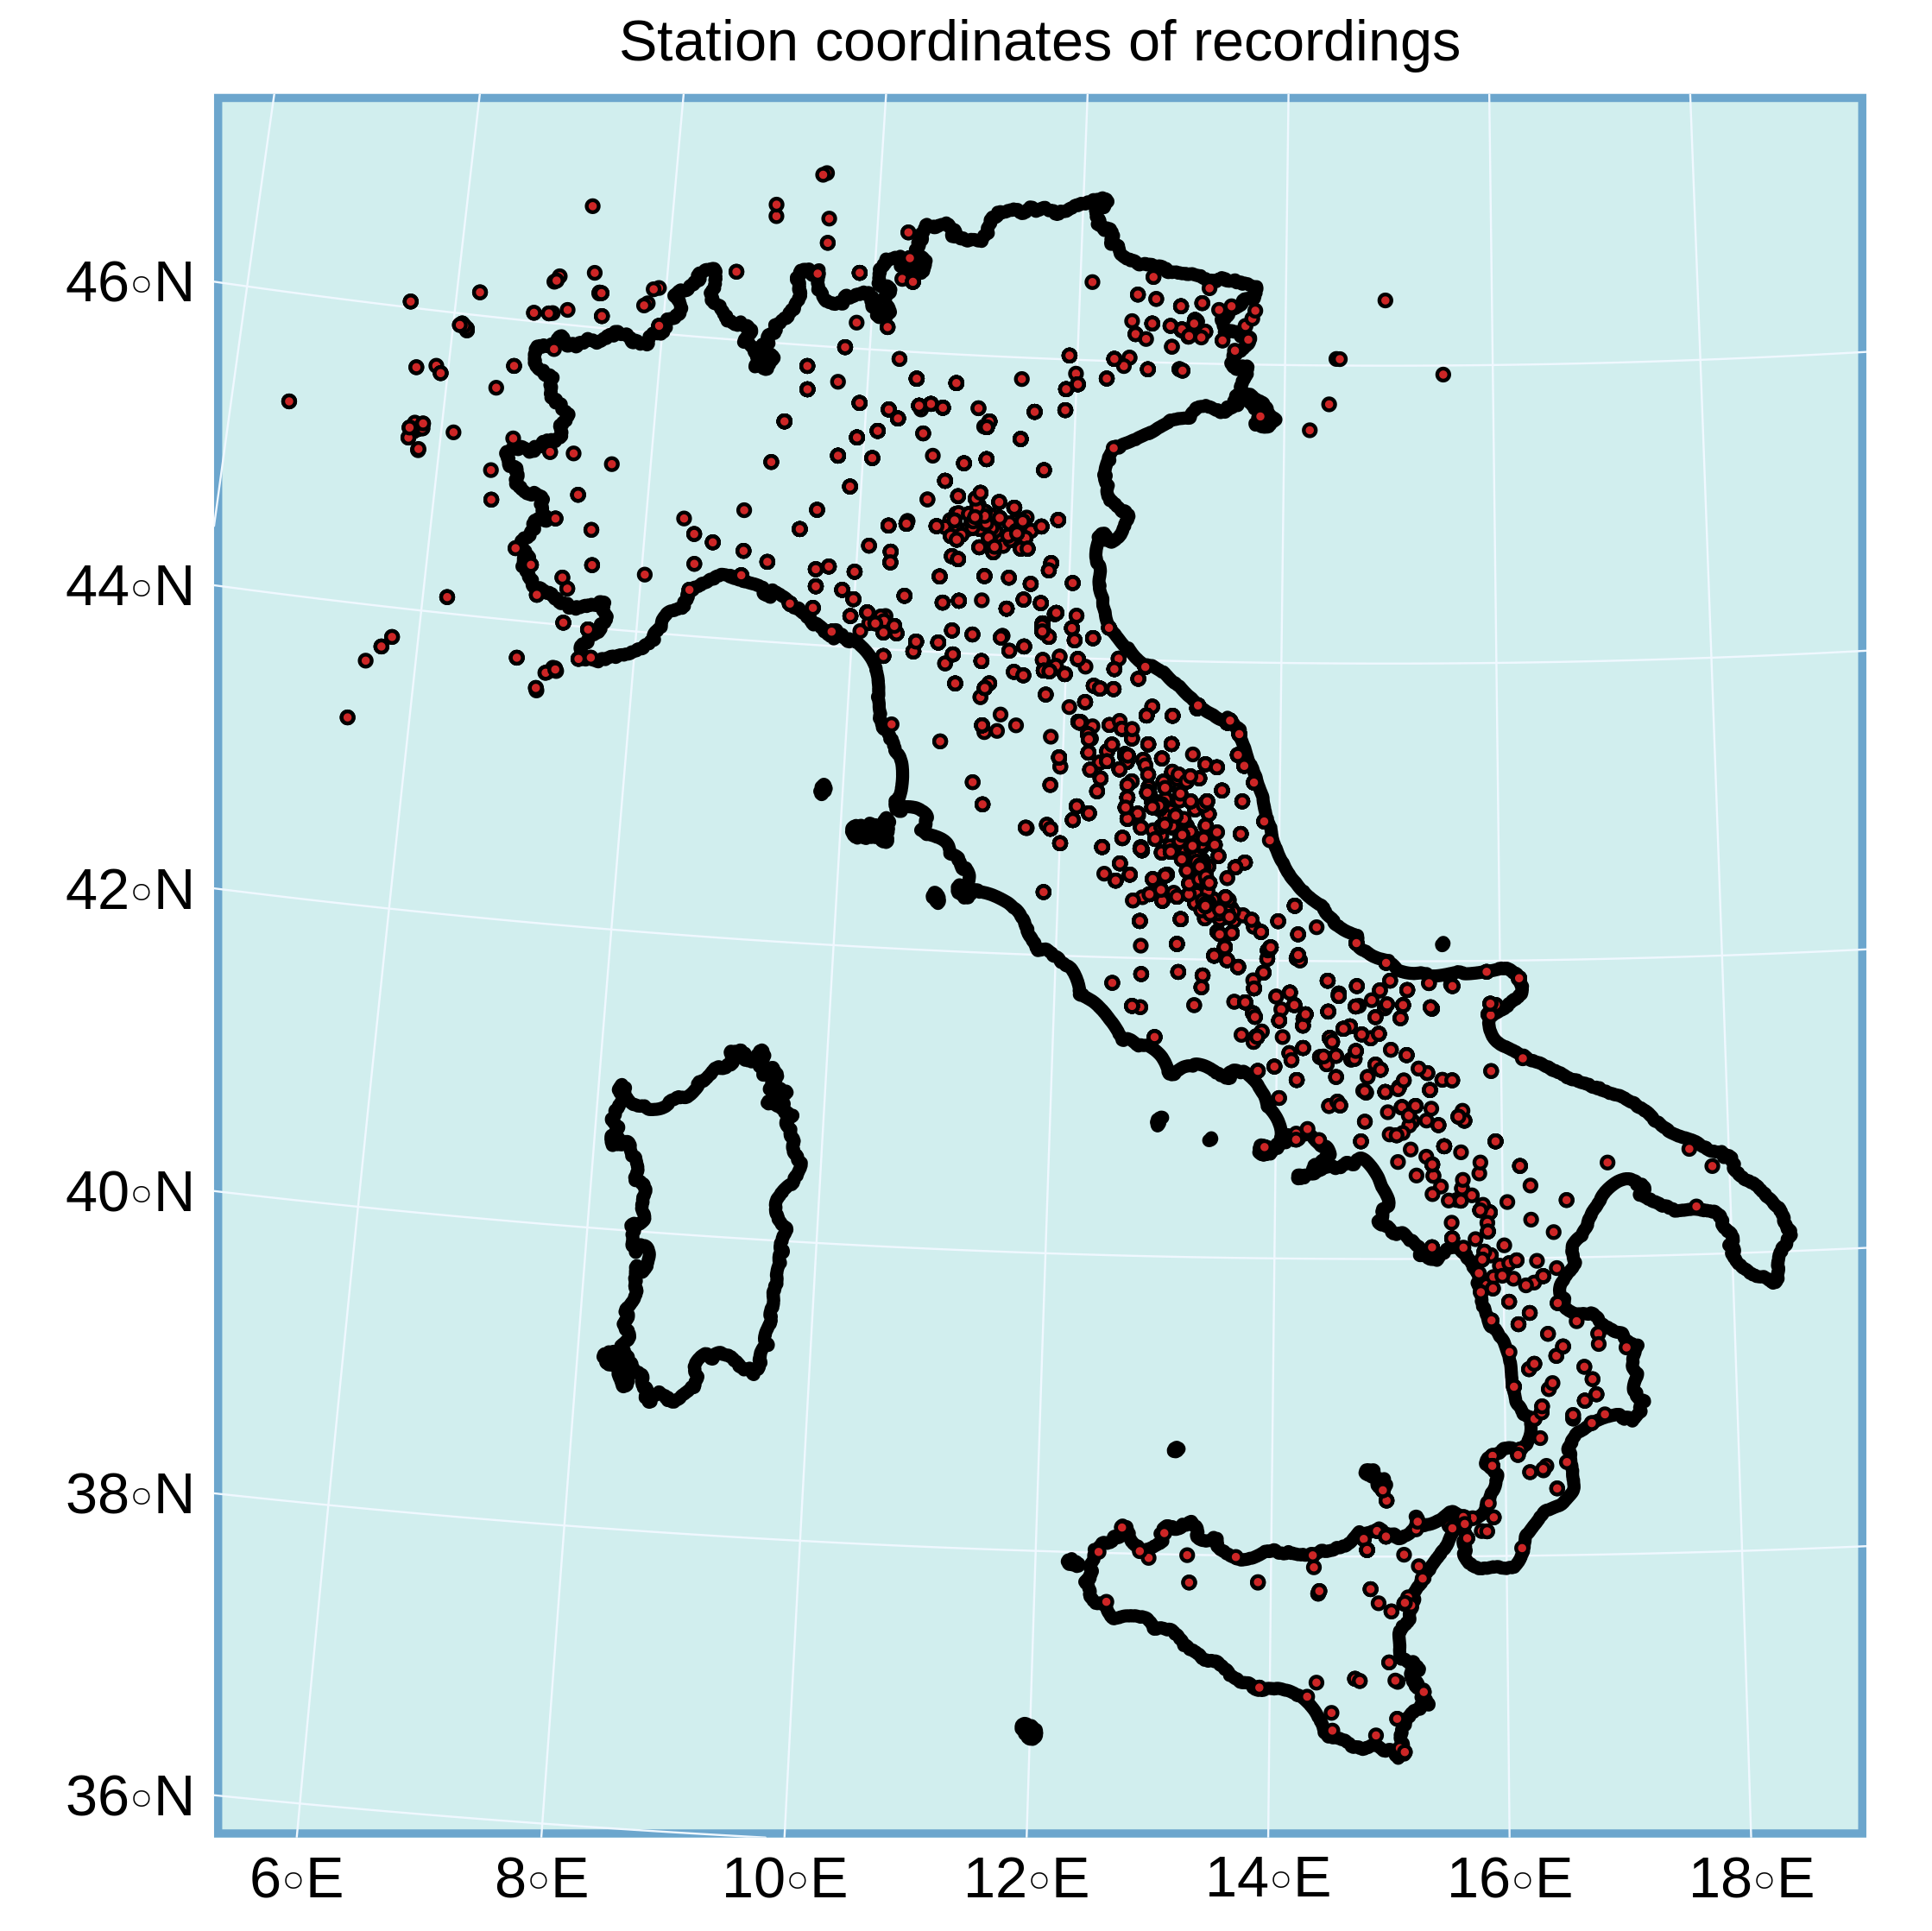 Station coordinates of recordings
46◦N
44◦N
42◦N
40◦N
38◦N
36◦N
6◦E 8◦E 10◦E 12◦E 14◦E 16◦E 18◦E